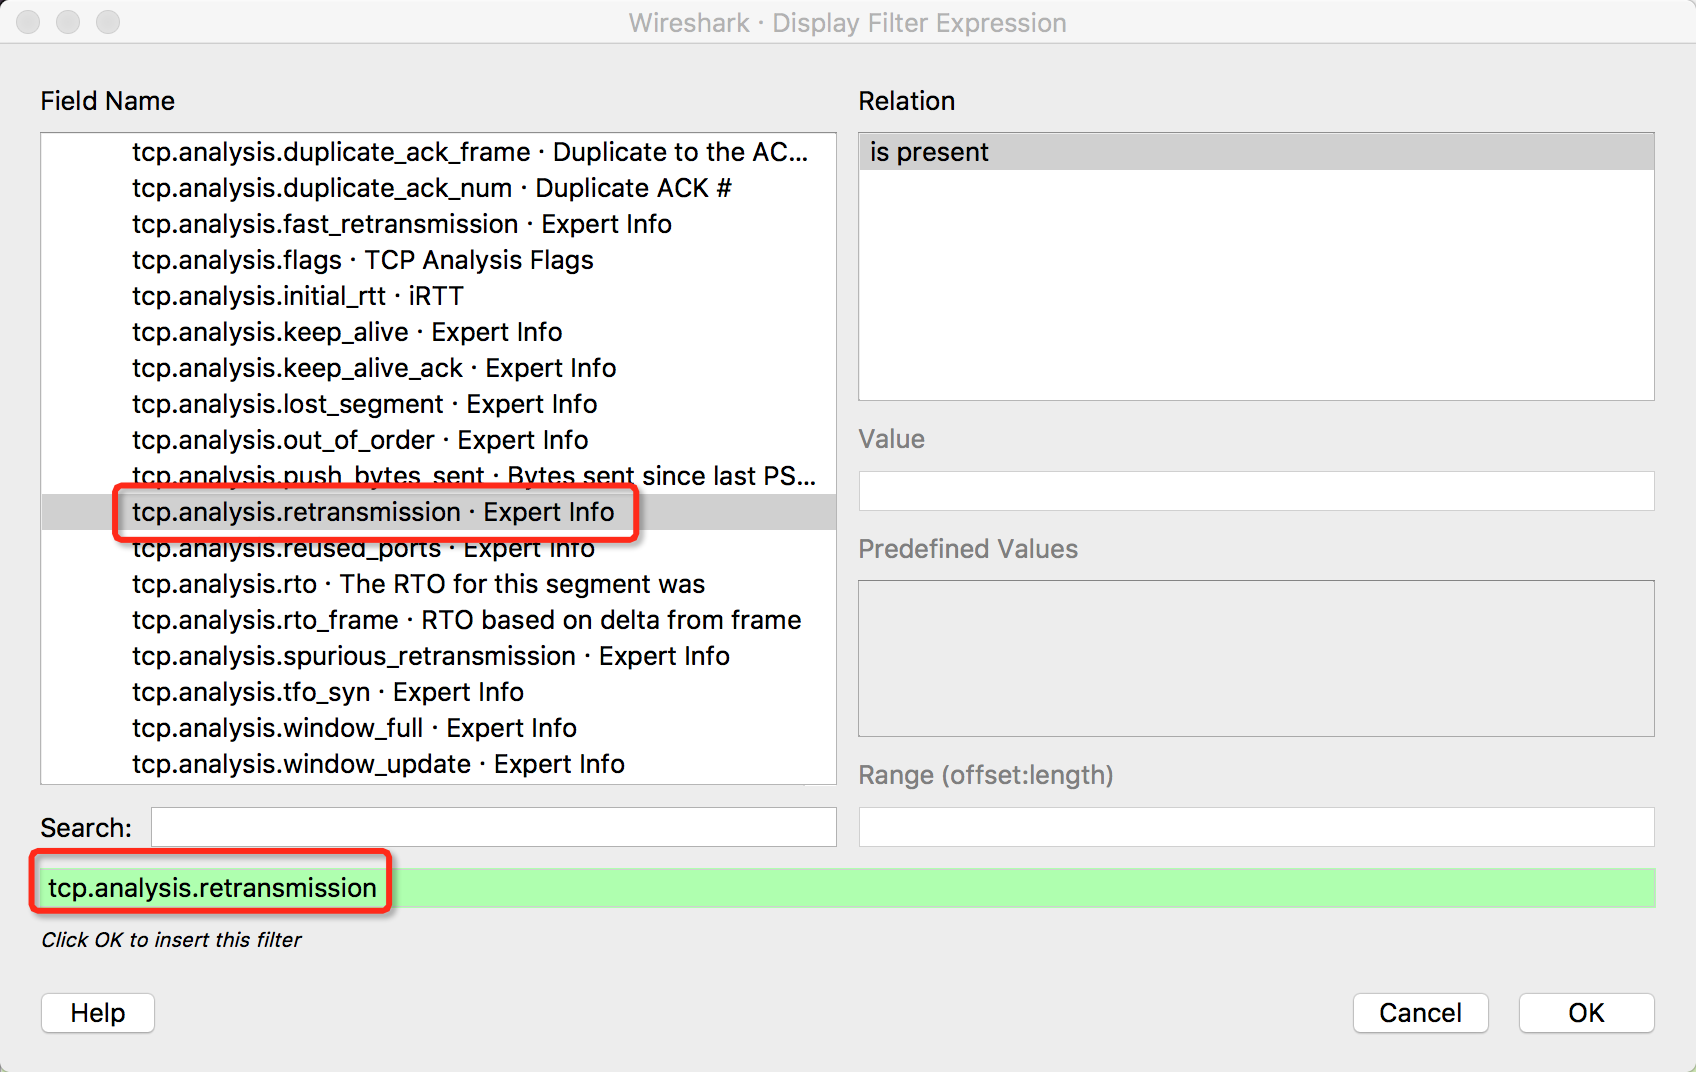 Wireshark · Display Filter Expression
Field Name
tcp.analysis.duplicate_ack_frame · Duplicate to the AC...
tcp.analysis.duplicate_ack_num · Duplicate ACK #
tcp.analysis.fast_retransmission · Expert Info
tcp.analysis.flags · TCP Analysis Flags
tcp.analysis.initial_rtt · iRTT
tcp.analysis.keep_alive · Expert Info
tcp.analysis.keep_alive_ack · Expert Info
tcp.analysis.lost_segment · Expert Info
tcp.analysis.out_of_order · Expert Info
tcp.analysis.push_bytes_sent · Bytes sent since last PS...
tcp.analysis.retransmission · Expert Info
tcp.analysis.reused_ports · Expert Info
tcp.analysis.rto · The RTO for this segment was
tcp.analysis.rto_frame · RTO based on delta from frame
tcp.analysis.spurious_retransmission · Expert Info
tcp.analysis.tfo_syn · Expert Info
tcp.analysis.window_full · Expert Info
tcp.analysis.window_update · Expert Info
Search:
Relation
is present
Value
Predefined Values
Range (offset:length)
tcp.analysis.retransmission
Click OK to insert this filter
Help
Cancel
OK